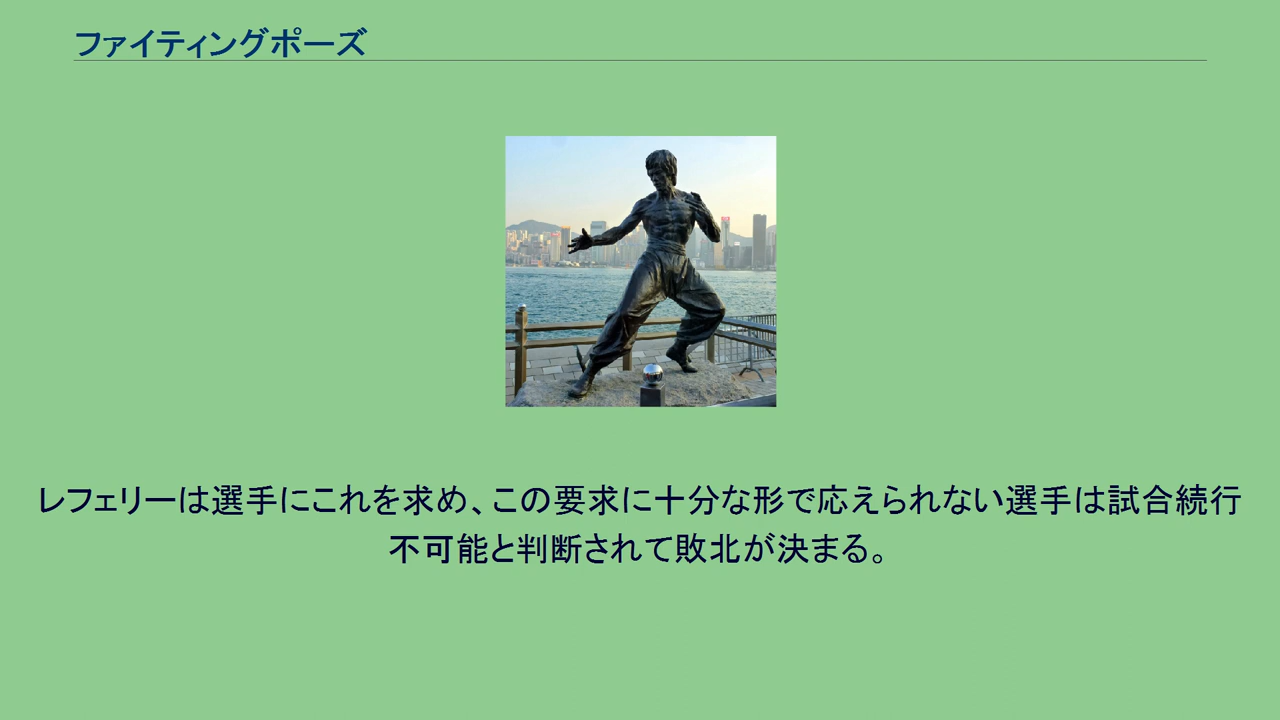 ファイティングポーズ
レフェリーは選手にこれを求め、この要求に十分な形で応えられない選手は試合続行
不可能と判断されて敗北が決まる。